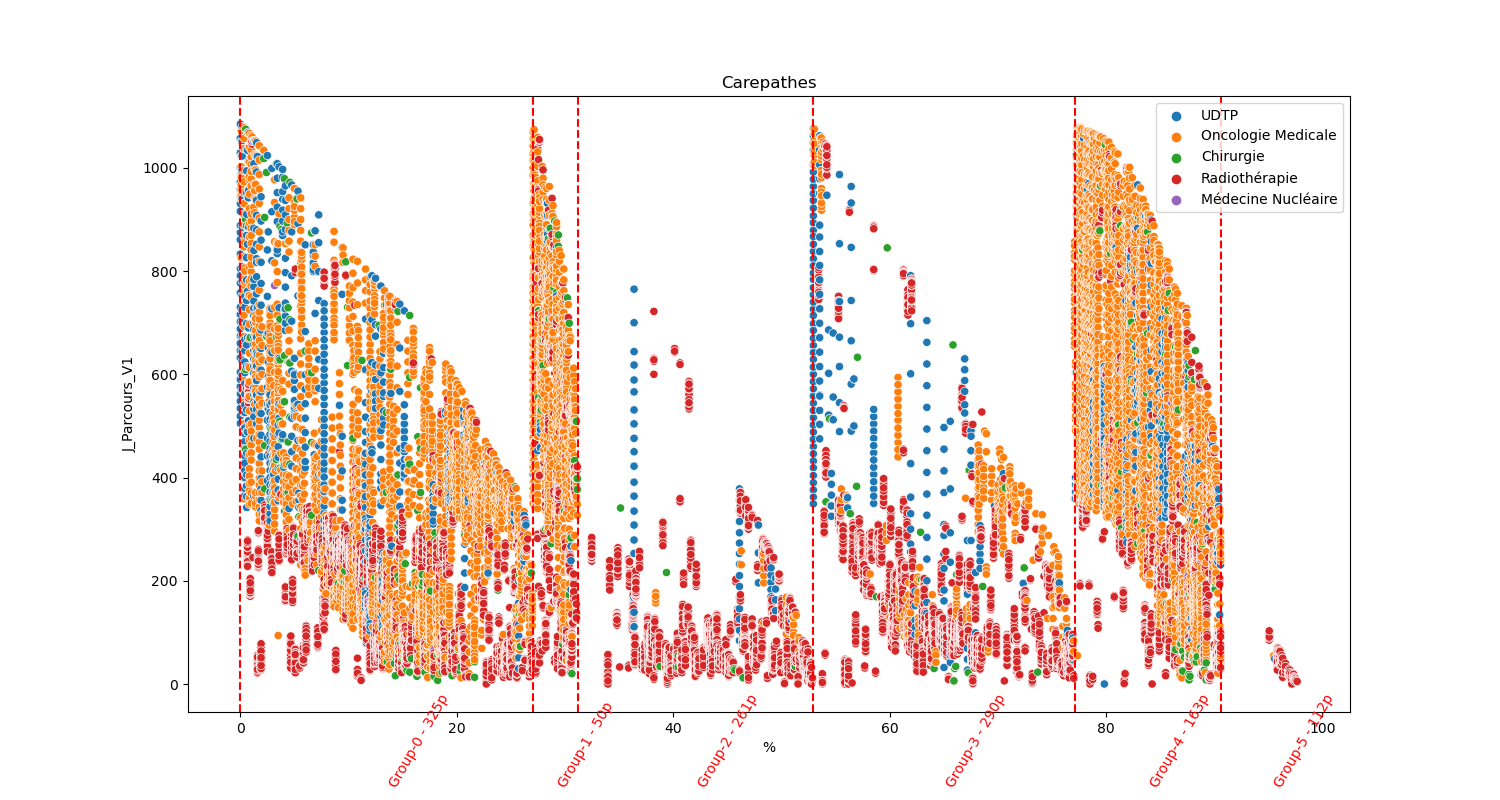 Carepathes
UDTP
Oncologie Medicale
Chirurgie
Radiothérapie
Médecine Nucléaire
J_Parcours_V1
1000
800
600
400
200
0
0
20
40
60
80
100
%
Group-0 - 325p
Group-1 - 50p
Group-2 - 261p
Group-3 - 290p
Group-4 - 163p
Group-5 - 112p